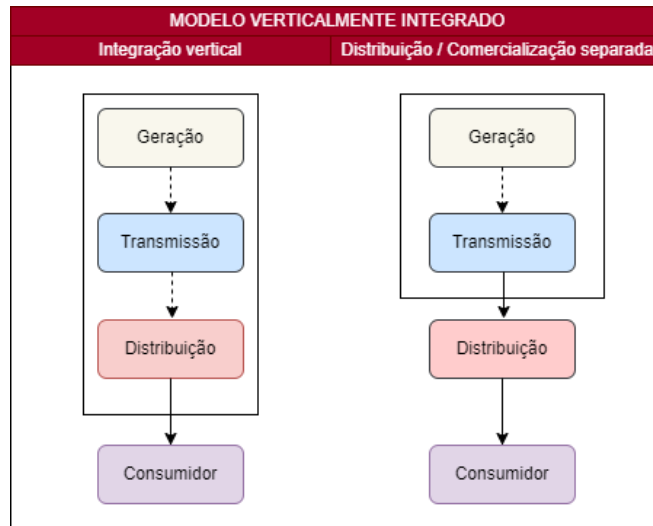 MODELO VERTICALMENTE INTEGRADO
Integração vertical
Distribuição / Comercialização separada
Geração
Geração
Transmissão
Transmissão
Distribuição
Distribuição
Consumidor
Consumidor